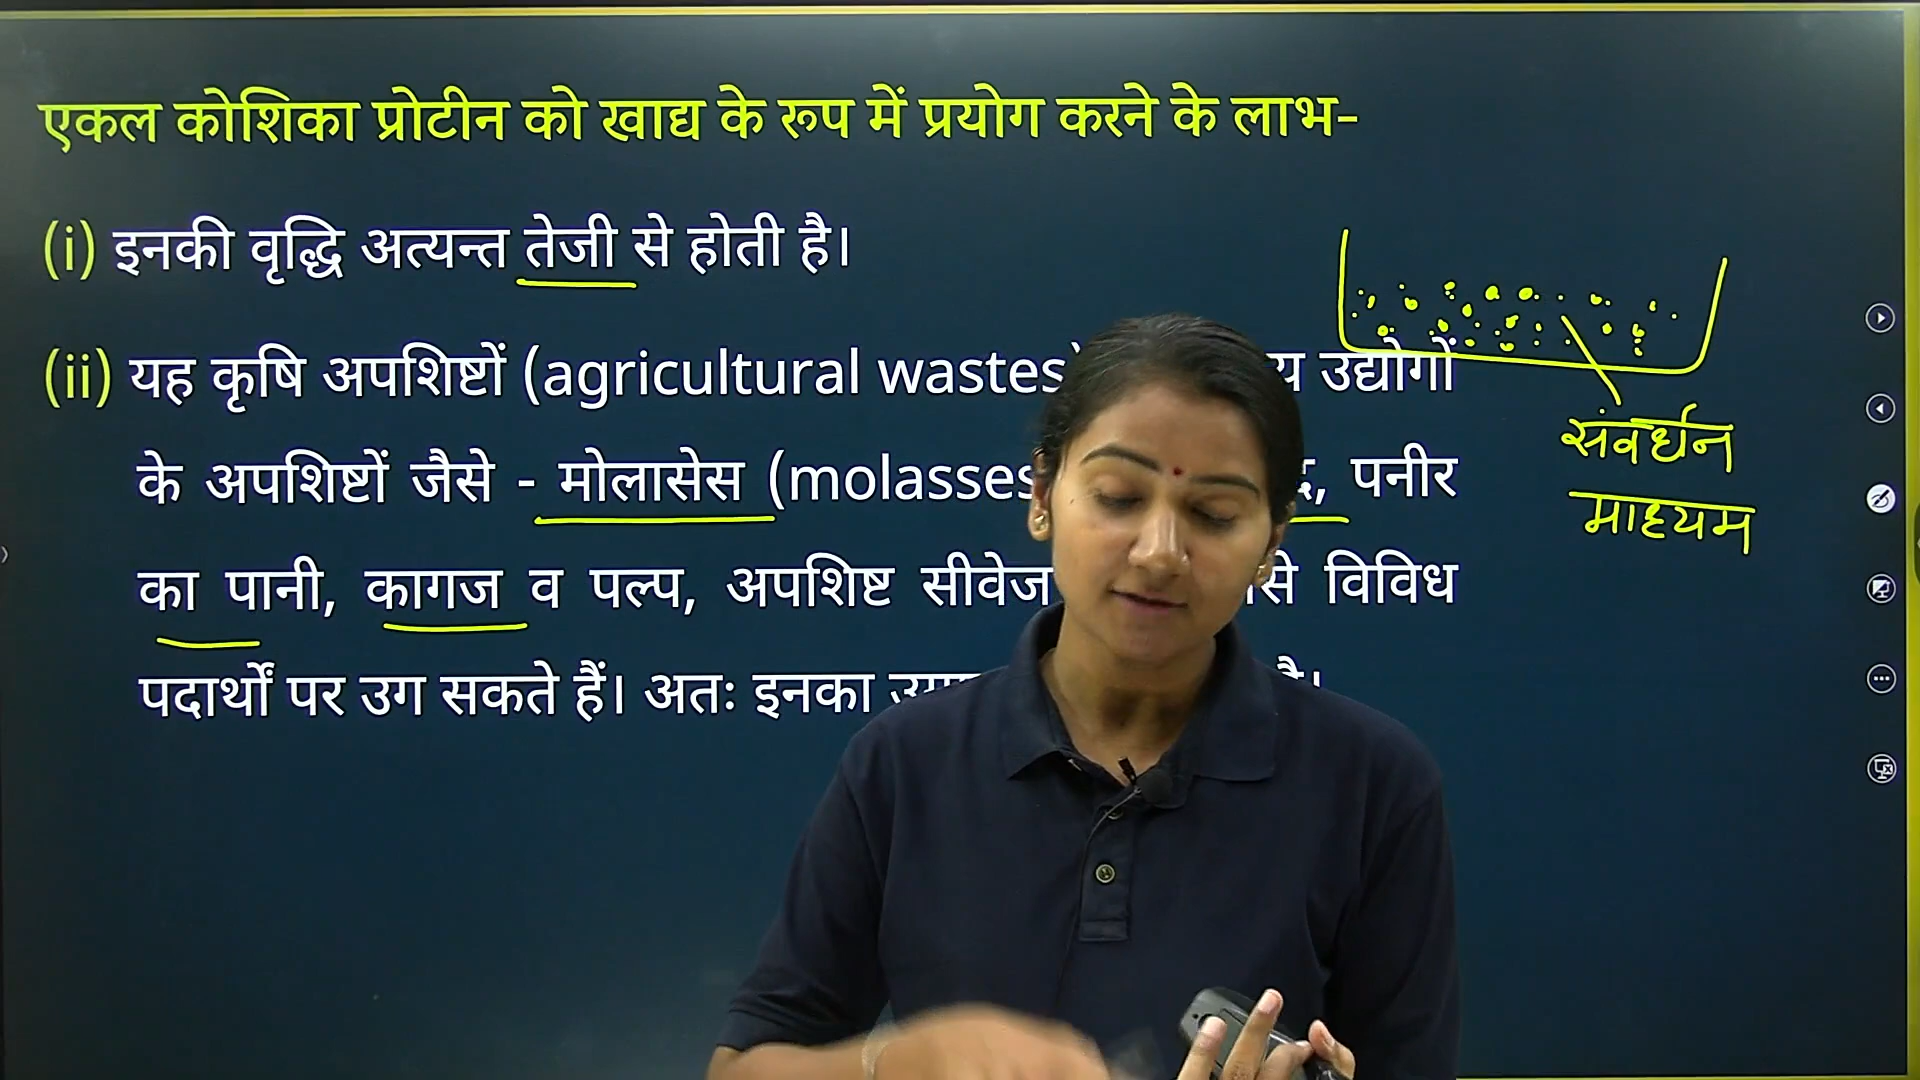 एकल कोशिका प्रोटीन को खाद्य के रूप में प्रयोग करने के लाभ-
(i) इनकी वृद्धि अत्यन्त तेजी से होती है।
(ii) यह कृषि अपशिष्टों (agricultural wastes) उद्योगों
के अपशिष्टों जैसे - मोलासेस (molasses पनीर
का पानी, कागज व पल्प, अपशिष्ट सीवेज विविध
पदार्थों पर उग सकते हैं। अतः इनका है।
संवर्धन
माध्यम